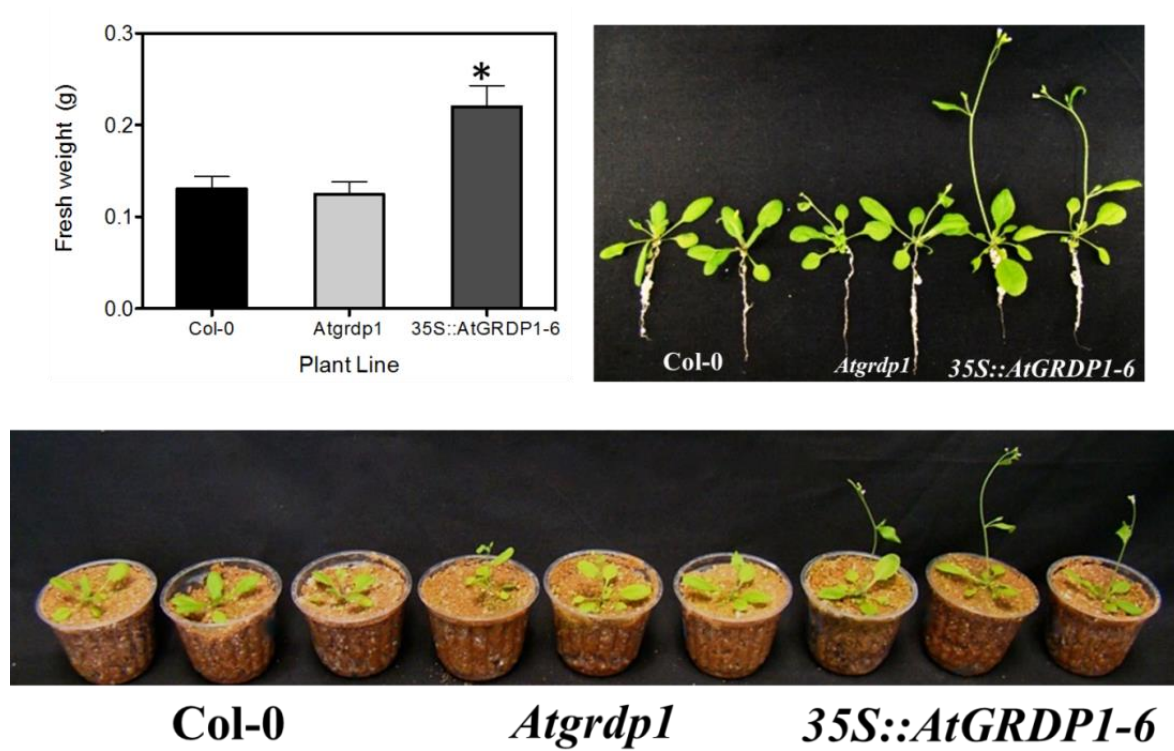 0.3
*
0.2
0.1
0.0
Fresh weight (g)
Col-0
Atgrdp1
35S::AtGRDP1-6
Plant Line
Col-0
Atgrdp1
35S::AtGRDP1-6
Col-0
Atgrdp1
35S::AtGRDP1-6